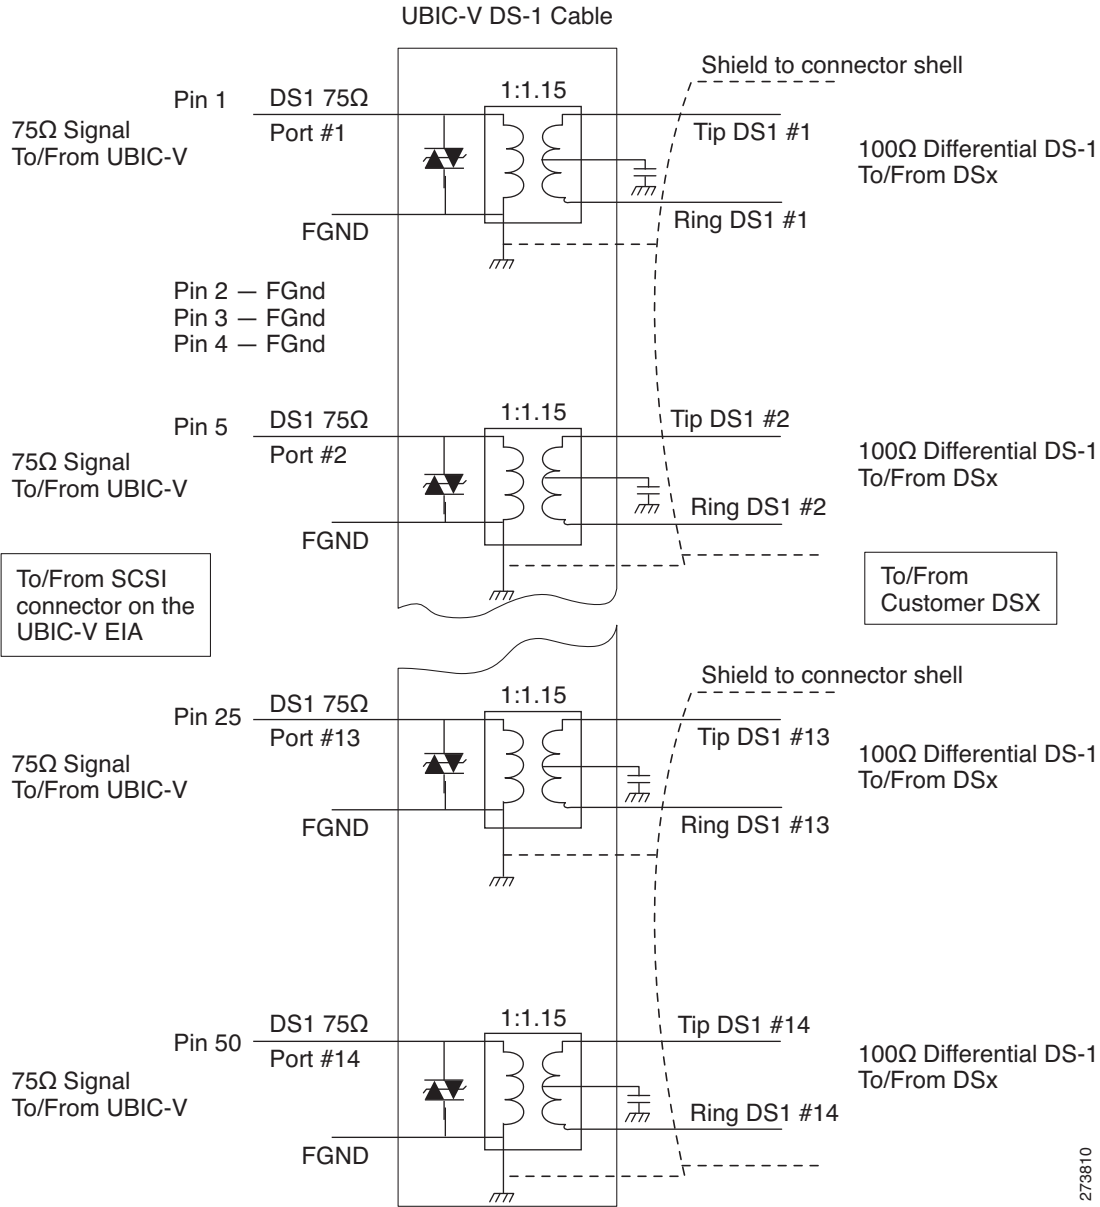 UBIC-V DS-1 Cable
Shield to connector shell
Pin 1
DS1 75Ω
1:1.15
Port #1
Tip DS1 #1
75Ω Signal
To/From UBIC-V
100Ω Differential DS-1
To/From DSx
FGND
Ring DS1 #1
Pin 2 — FGnd
Pin 3 — FGnd
Pin 4 — FGnd
Pin 5
DS1 75Ω
1:1.15
Tip DS1 #2
Port #2
75Ω Signal
To/From UBIC-V
100Ω Differential DS-1
To/From DSx
FGND
Ring DS1 #2
To/From SCSI
connector on the
UBIC-V EIA
To/From
Customer DSX
Shield to connector shell
Pin 25
DS1 75Ω
1:1.15
Port #13
Tip DS1 #13
75Ω Signal
To/From UBIC-V
100Ω Differential DS-1
To/From DSx
FGND
Ring DS1 #13
Pin 50
DS1 75Ω
1:1.15
Tip DS1 #14
Port #14
75Ω Signal
To/From UBIC-V
100Ω Differential DS-1
To/From DSx
FGND
Ring DS1 #14
273810